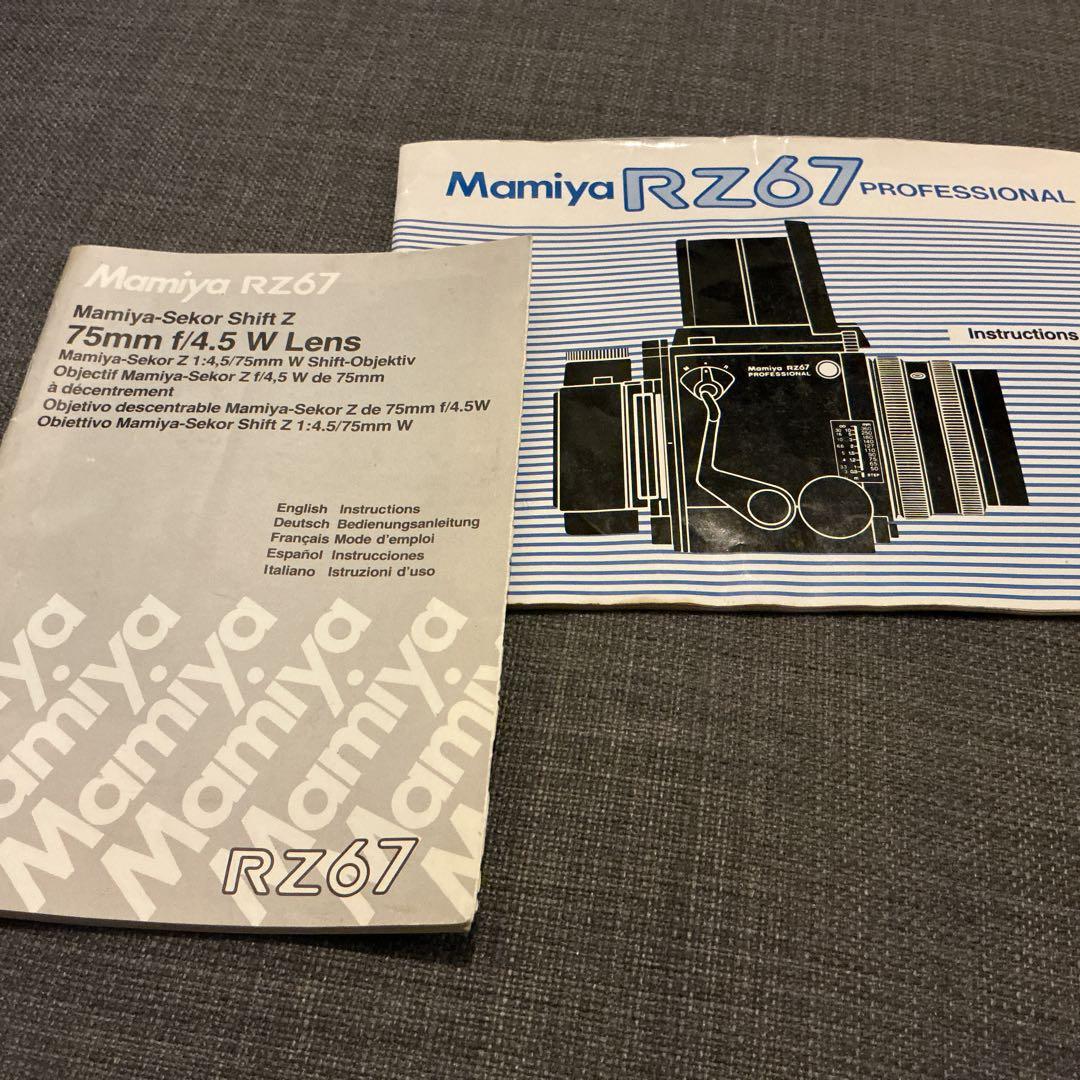 Mamiya RZ67 PROFESSIONAL
Instructions
Mamiya RZ67
PROFESSIONAL
Mamiya RZ67
Mamiya-Sekor Shift Z
75mm f/4.5 W Lens
Mamiya-Sekor Z 1:4,5/75mm W Shift-Objektiv
Objectif Mamiya-Sekor Z f/4,5 W de 75mm
à décentrement
Objetivo descentrable Mamiya-Sekor Z de 75mm f/4.5W
Obiettivo Mamiya-Sekor Shift Z 1:4.5/75mm W
English Instructions
Deutsch Bedienungsanleitung
Français Mode d'emploi
Español Instrucciones
Italiano Istruzioni d'uso
Mamiya
Mamiya
Mamiya
Mamiya
RZ67